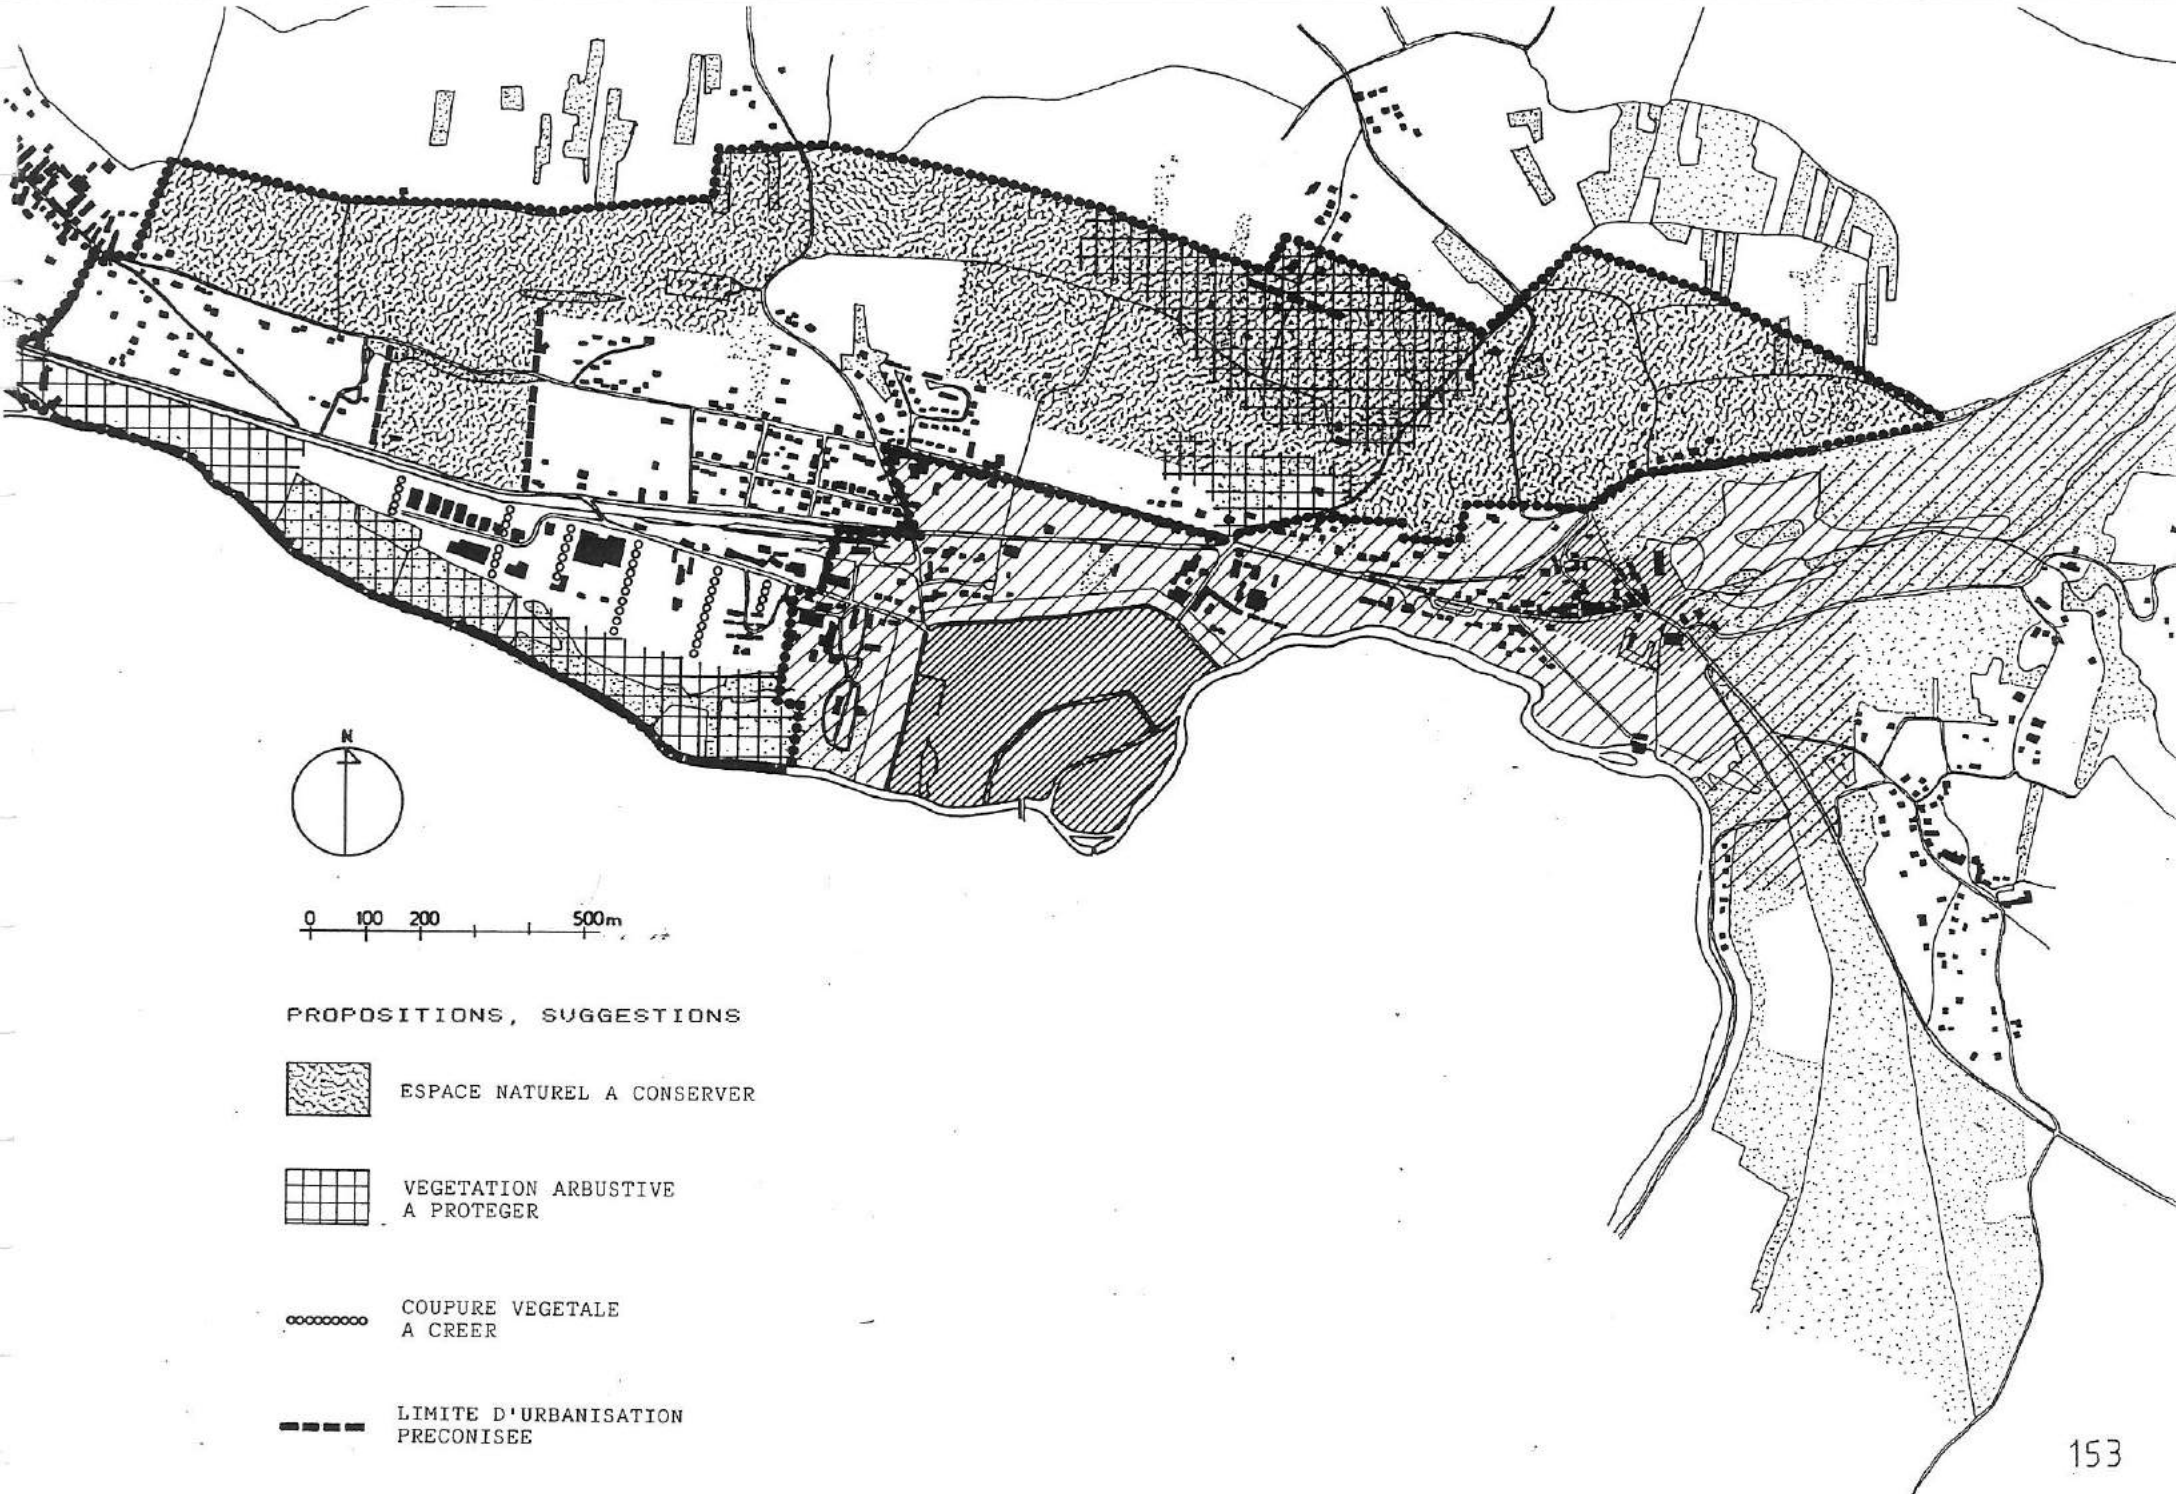 N
0 100 200 500m
PROPOSITIONS, SUGGESTIONS
ESPACE NATUREL A CONSERVER
VEGETATION ARBUSTIVE
A PROTEGER
COUPURE VEGETALE
A CREER
LIMITE D'URBANISATION
PRECONISEE
153